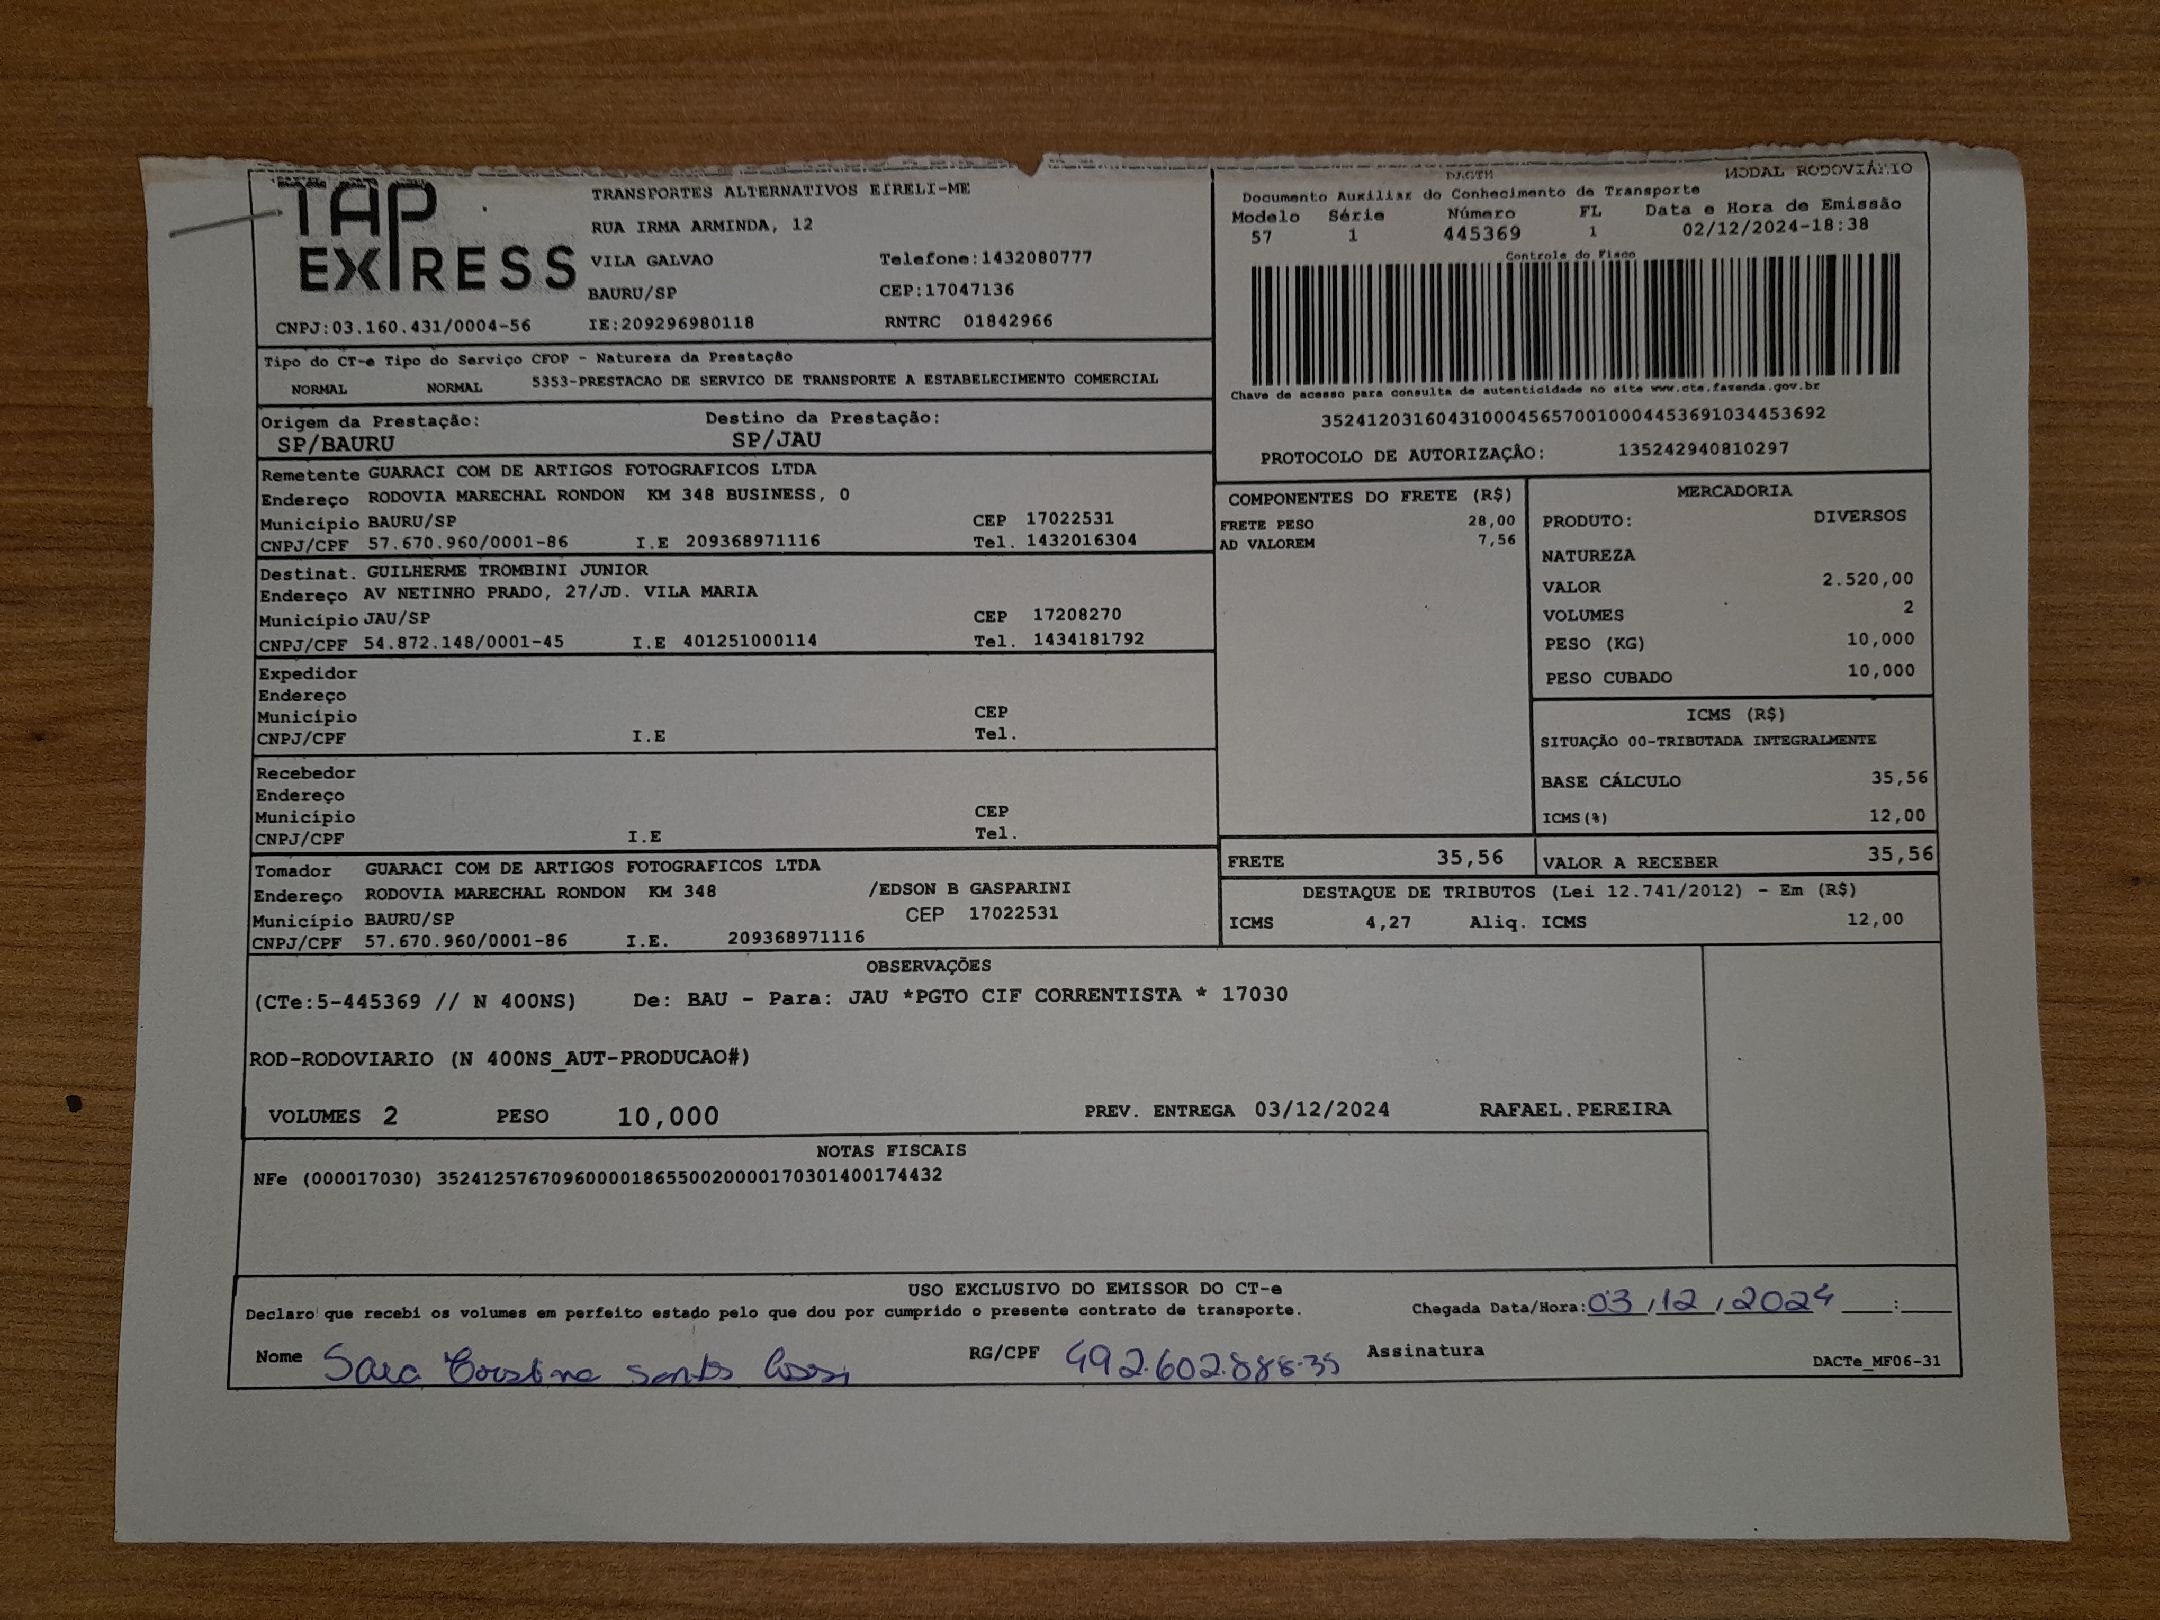 TAP
EXPRESS
TRANSPORTES ALTERNATIVOS EIRELI-ME
RUA IRMA ARMINDA, 12
VILA GALVAO Telefone:1432080777
BAURU/SP CEP:17047136
CNPJ:03.160.431/0004-56 IE:209296980118 RNTRC 01842966
MODAL RODOVIÁRIO
Documento Auxiliar do Conhecimento de Transporte
Modelo Série Número FL Data e Hora de Emissão
57 1 445369 1 02/12/2024-18:38
Controle do Fisco
Chave de acesso para consulta de autenticidade no site www.cte.fazenda.gov.br
35241203160431000456570010004453691034453692
PROTOCOLO DE AUTORIZAÇÃO: 135242940810297
Tipo do CT-e Tipo do Serviço CFOP - Natureza da Prestação
NORMAL NORMAL 5353-PRESTACAO DE SERVICO DE TRANSPORTE A ESTABELECIMENTO COMERCIAL
Origem da Prestação: Destino da Prestação:
SP/BAURU SP/JAU
Remetente GUARACI COM DE ARTIGOS FOTOGRAFICOS LTDA
Endereço RODOVIA MARECHAL RONDON KM 348 BUSINESS, 0
Município BAURU/SP CEP 17022531
CNPJ/CPF 57.670.960/0001-86 I.E 209368971116 Tel. 1432016304
Destinat. GUILHERME TROMBINI JUNIOR
Endereço AV NETINHO PRADO, 27/JD. VILA MARIA
Município JAU/SP CEP 17208270
CNPJ/CPF 54.872.148/0001-45 I.E 401251000114 Tel. 1434181792
Expedidor
Endereço
Município CEP
CNPJ/CPF I.E Tel.
Recebedor
Endereço
Município CEP
CNPJ/CPF I.E Tel.
Tomador GUARACI COM DE ARTIGOS FOTOGRAFICOS LTDA
Endereço RODOVIA MARECHAL RONDON KM 348 /EDSON B GASPARINI
Município BAURU/SP CEP 17022531
CNPJ/CPF 57.670.960/0001-86 I.E. 209368971116
COMPONENTES DO FRETE (R$)
FRETE PESO 28,00
AD VALOREM 7,56
MERCADORIA
PRODUTO: DIVERSOS
NATUREZA
VALOR 2.520,00
VOLUMES 2
PESO (KG) 10,000
PESO CUBADO 10,000
ICMS (R$)
SITUAÇÃO 00-TRIBUTADA INTEGRALMENTE
BASE CÁLCULO 35,56
ICMS(%) 12,00
FRETE 35,56 VALOR A RECEBER 35,56
DESTAQUE DE TRIBUTOS (Lei 12.741/2012) - Em (R$)
ICMS 4,27 Aliq. ICMS 12,00
OBSERVAÇÕES
(CTe:5-445369 // N 400NS) De: BAU - Para: JAU *PGTO CIF CORRENTISTA * 17030
ROD-RODOVIARIO (N 400NS_AUT-PRODUCAO#)
VOLUMES 2 PESO 10,000 PREV. ENTREGA 03/12/2024 RAFAEL.PEREIRA
NOTAS FISCAIS
NFe (000017030) 35241257670960000186550020000170301400174432
USO EXCLUSIVO DO EMISSOR DO CT-e
Declaro que recebi os volumes em perfeito estado pelo que dou por cumprido o presente contrato de transporte. Chegada Data/Hora: 03/12/2024 ___:___
Nome Sara Cristina Santos RG/CPF 492.602.888-35 Assinatura
DACTe_MF06-31